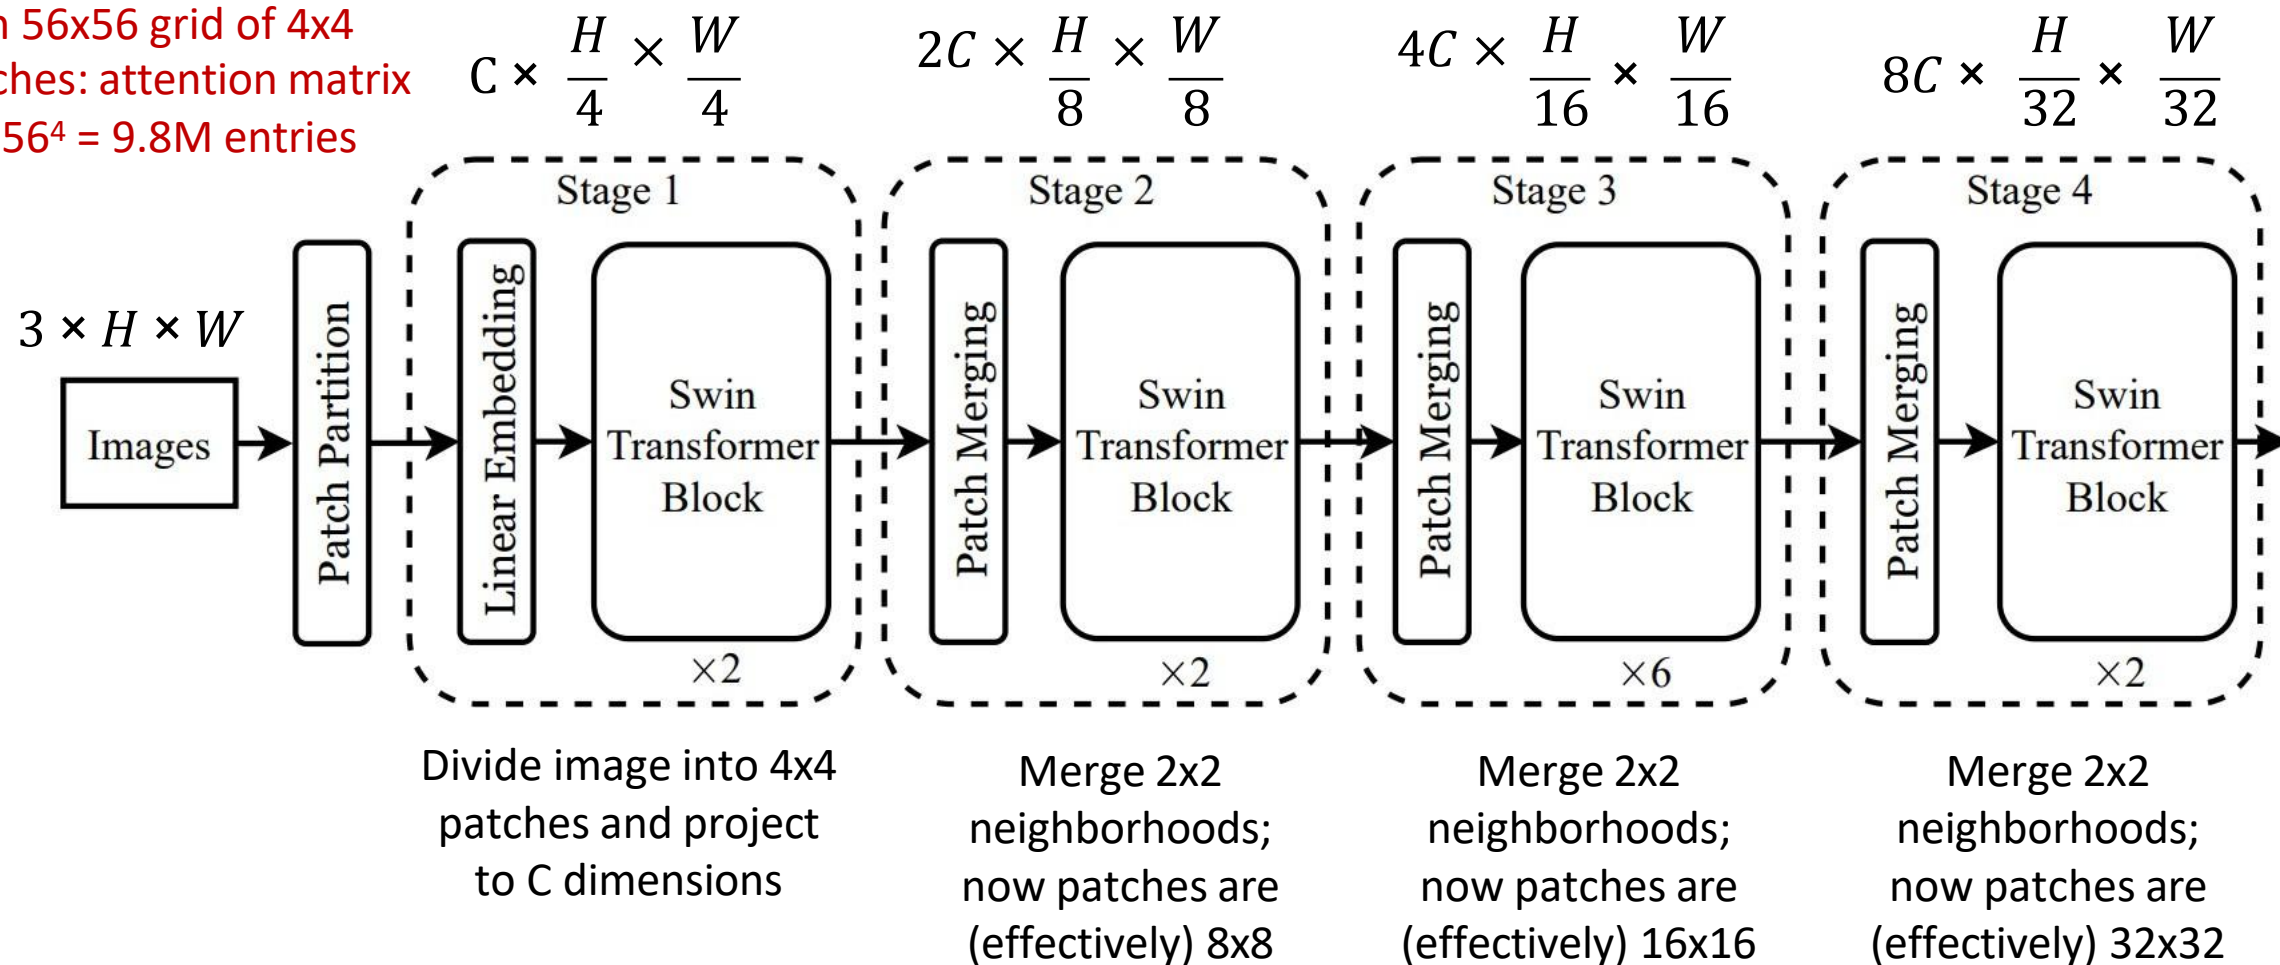 56x56 grid of 4x4
attention matrix
56⁴ = 9.8M entries
C × H/4 × W/4
2C × H/8 × W/8
4C × H/16 × W/16
8C × H/32 × W/32
3 × H × W
Images
Patch Partition
Stage 1
Linear Embedding
Swin
Transformer
Block
×2
Stage 2
Patch Merging
Swin
Transformer
Block
×2
Stage 3
Patch Merging
Swin
Transformer
Block
×6
Stage 4
Patch Merging
Swin
Transformer
Block
×2
Divide image into 4x4
patches and project
to C dimensions
Merge 2x2
neighborhoods;
now patches are
(effectively) 8x8
Merge 2x2
neighborhoods;
now patches are
(effectively) 16x16
Merge 2x2
neighborhoods;
now patches are
(effectively) 32x32